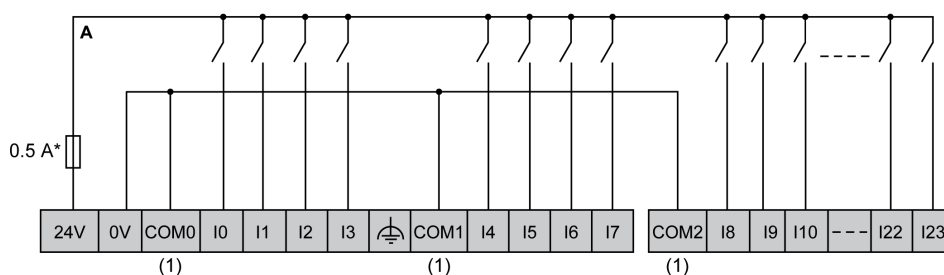 A
0.5 A*
24V 0V COM0 I0 I1 I2 I3 COM1 I4 I5 I6 I7 COM2 I8 I9 I10 --- I22 I23
(1) (1) (1)